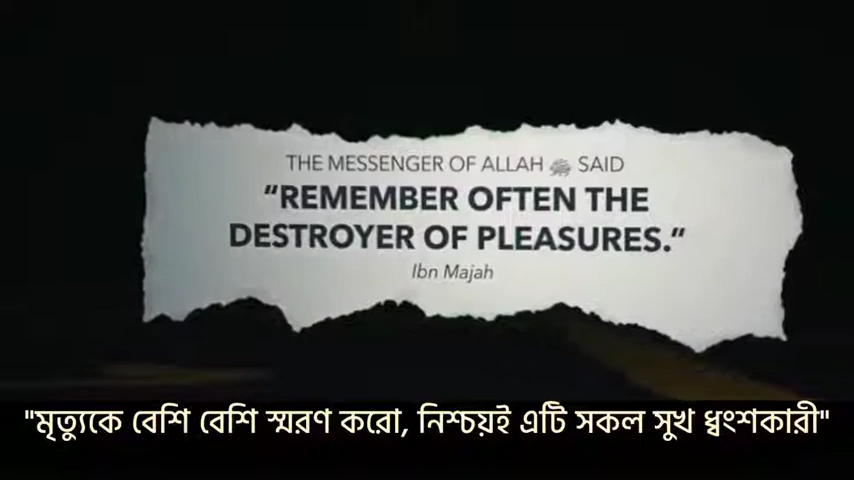 THE MESSENGER OF ALLAH ﷺ SAID
“REMEMBER OFTEN THE
DESTROYER OF PLEASURES.“
Ibn Majah
"মৃত্যুকে বেশি বেশি স্মরণ করো, নিশ্চয়ই এটি সকল সুখ ধ্বংশকারী"